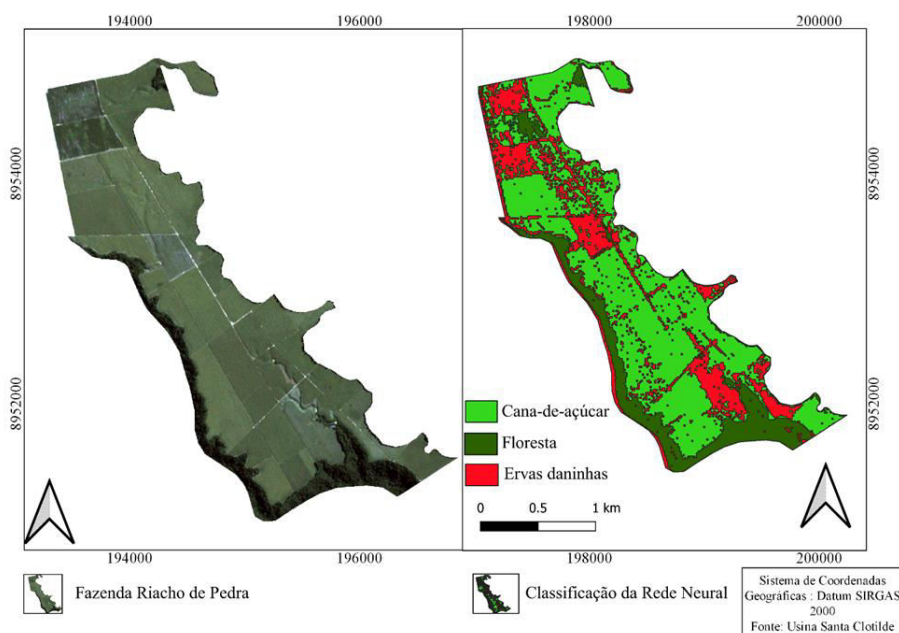 194000
196000
198000
200000
8954000
8954000
8952000
8952000
Cana-de-açúcar
Floresta
Ervas daninhas
0
0.5
1 km
194000
196000
198000
200000
Fazenda Riacho de Pedra
Classificação da Rede Neural
Sistema de Coordenadas
Geográficas : Datum SIRGAS
2000
Fonte: Usina Santa Clotilde